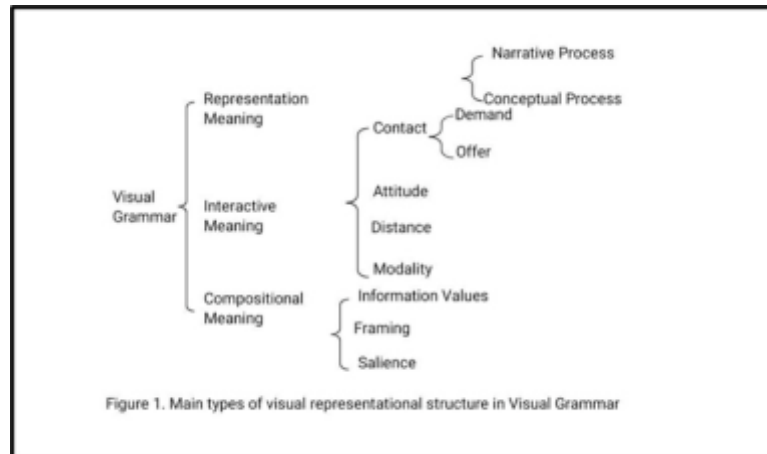 Narrative Process
Conceptual Process
Representation
Meaning
Contact
Demand
Offer
Visual
Grammar
Interactive
Meaning
Attitude
Distance
Modality
Compositional
Meaning
Information Values
Framing
Salience
Figure 1. Main types of visual representational structure in Visual Grammar